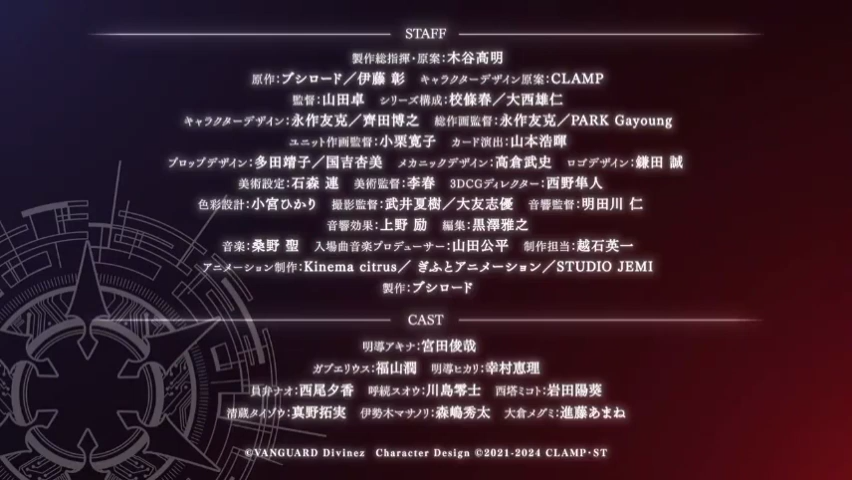 STAFF
製作総指揮・原案:木谷高明
原作:ブシロード／伊藤 彰 キャラクターデザイン原案:CLAMP
監督:山田卓 シリーズ構成:校條春／大西雄仁
キャラクターデザイン:永作友克／齊田博之 総作画監督:永作友克／PARK Gayoung
ユニット作画監督:小栗寛子 カード演出:山本浩暉
プロップデザイン:多田靖子／国吉杏美 メカニックデザイン:高倉武史 ロゴデザイン:鎌田 誠
美術設定:石森 連 美術監督:李春 3DCGディレクター:西野隼人
色彩設計:小宮ひかり 撮影監督:武井夏樹／大友志優 音響監督:明田川 仁
音響効果:上野 励 編集:黒澤雅之
音楽:桑野 聖 入場曲音楽プロデューサー:山田公平 制作担当:越石英一
アニメーション制作:Kinema citrus／ ぎふとアニメーション／STUDIO JEMI
製作:ブシロード
CAST
明導アキナ:宮田俊哉
ガブエリウス:福山潤 明導ヒカリ:幸村恵理
員弁ナオ:西尾夕香 呼続スオウ:川島零士 西塔ミコト:岩田陽葵
清蔵タイゾウ:真野拓実 伊勢木マサノリ:森嶋秀太 大倉メグミ:進藤あまね
©VANGUARD Divinez Character Design ©2021-2024 CLAMP・ST